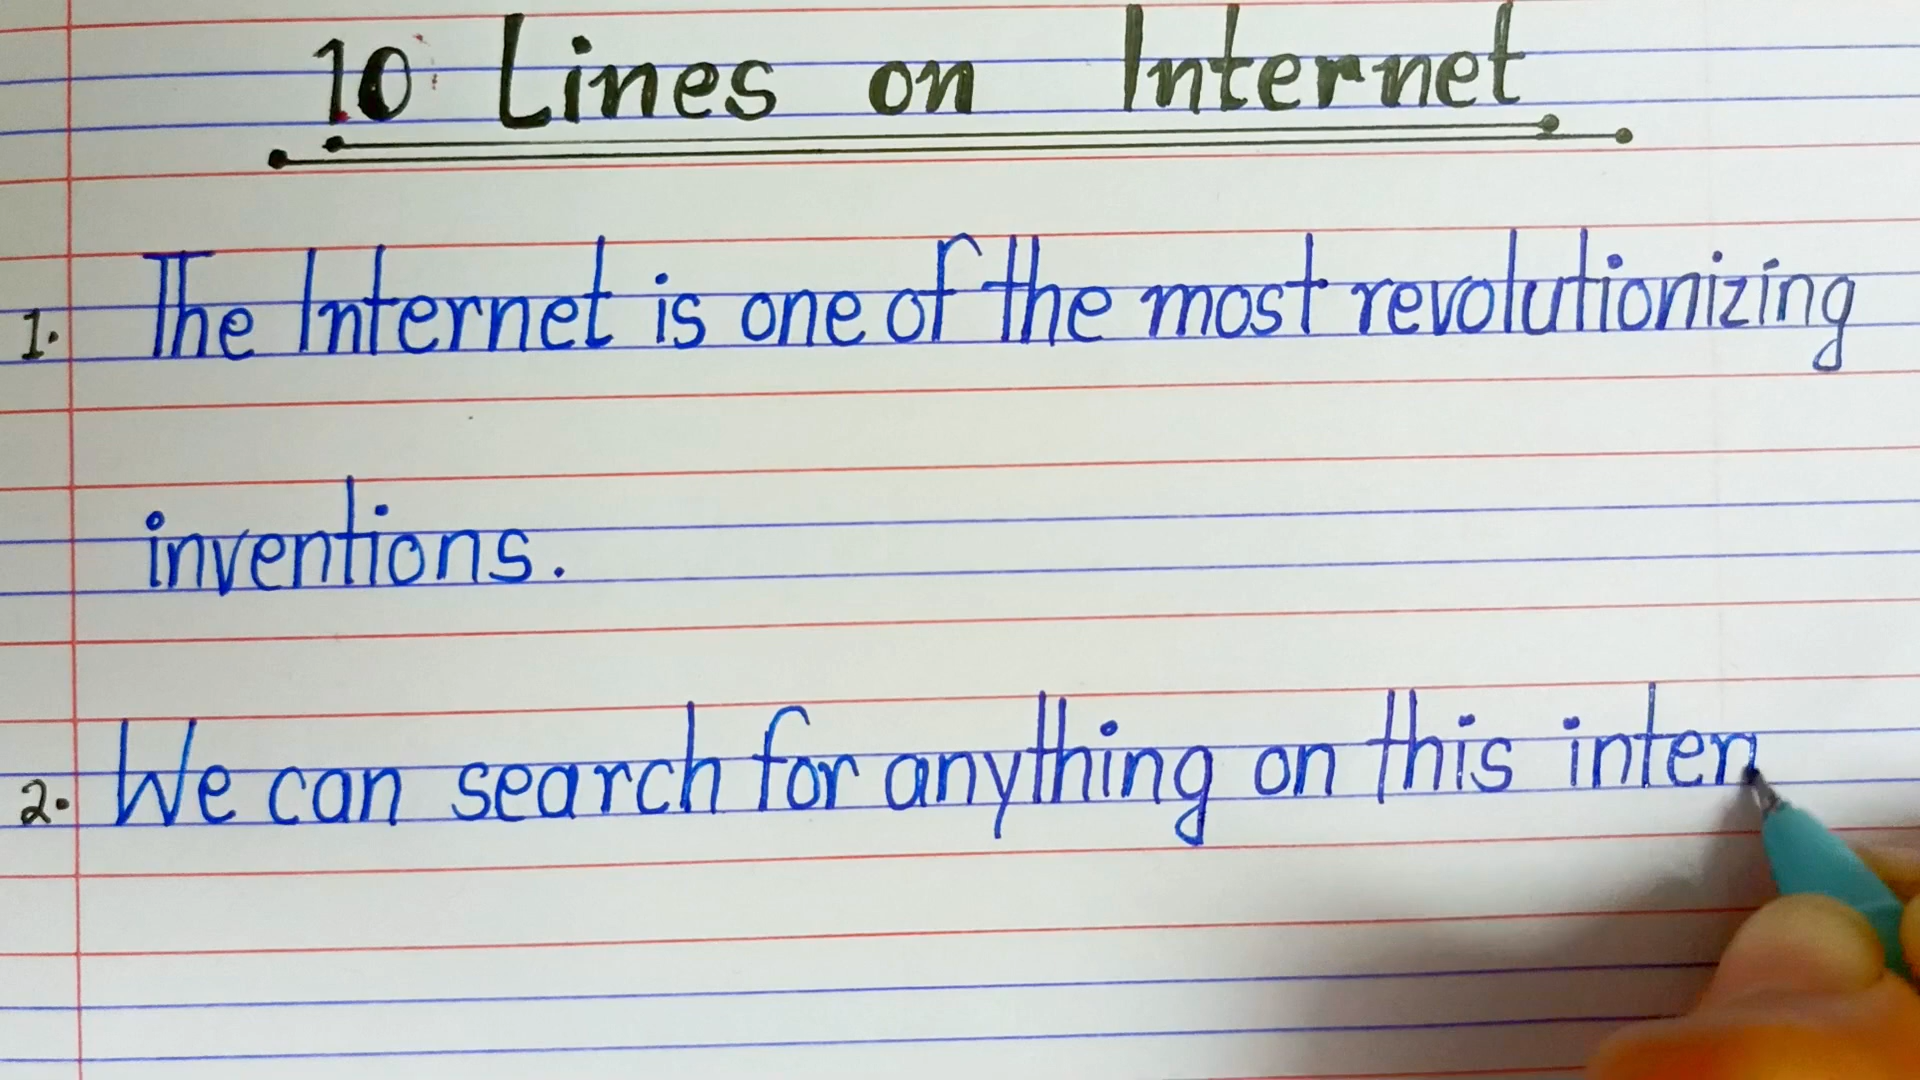 10 Lines on Internet
1. The Internet is one of the most revolutionizing
inventions.
2. We can search for anything on this intern